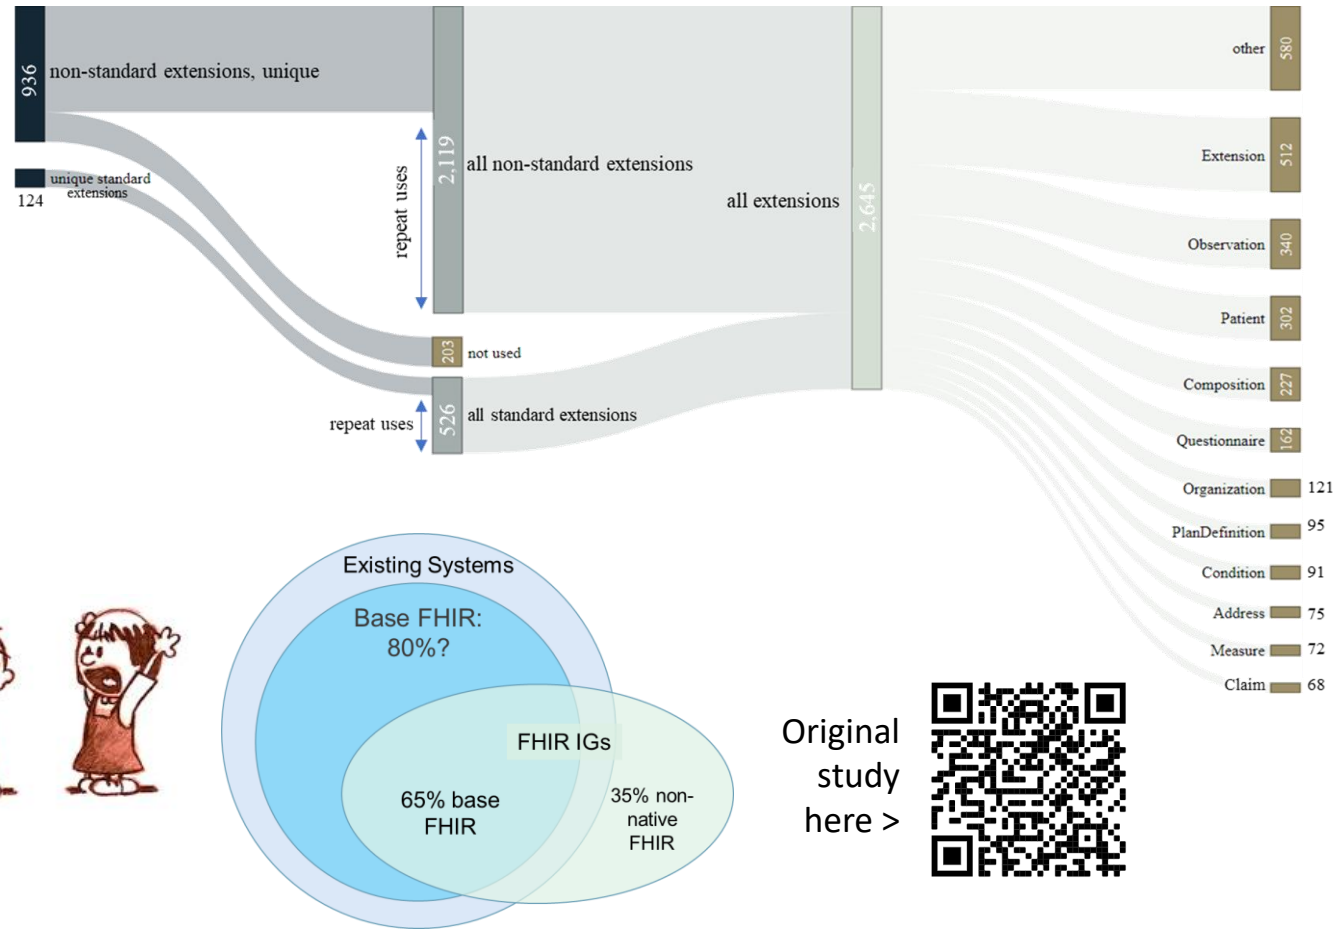 936
non-standard extensions, unique
124
unique standard
extensions
repeat uses
2,119
all non-standard extensions
203
not used
repeat uses
526
all standard extensions
all extensions
2,645
other
580
Extension
512
Observation
340
Patient
302
Composition
227
Questionnaire
162
Organization
121
PlanDefinition
95
Condition
91
Address
75
Measure
72
Claim
68
Existing Systems
Base FHIR:
80%?
FHIR IGs
65% base
FHIR
35% non-
native
FHIR
Original
study
here >